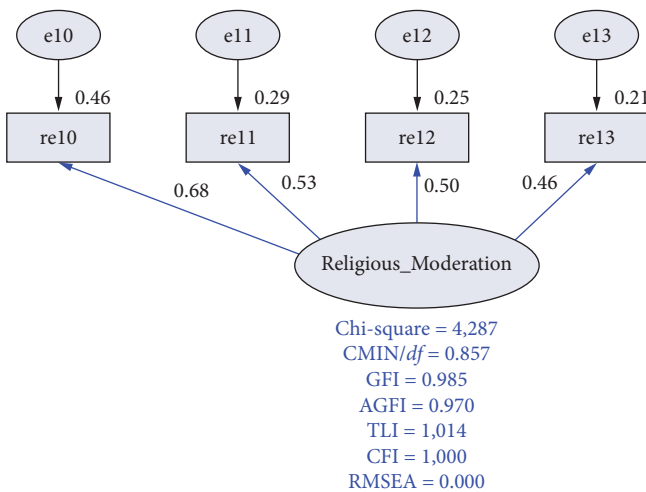 e10 e11 e12 e13
0.46 0.29 0.25 0.21
re10 re11 re12 re13
0.68 0.53 0.50 0.46
Religious_Moderation
Chi-square = 4,287
CMIN/df = 0.857
GFI = 0.985
AGFI = 0.970
TLI = 1,014
CFI = 1,000
RMSEA = 0.000